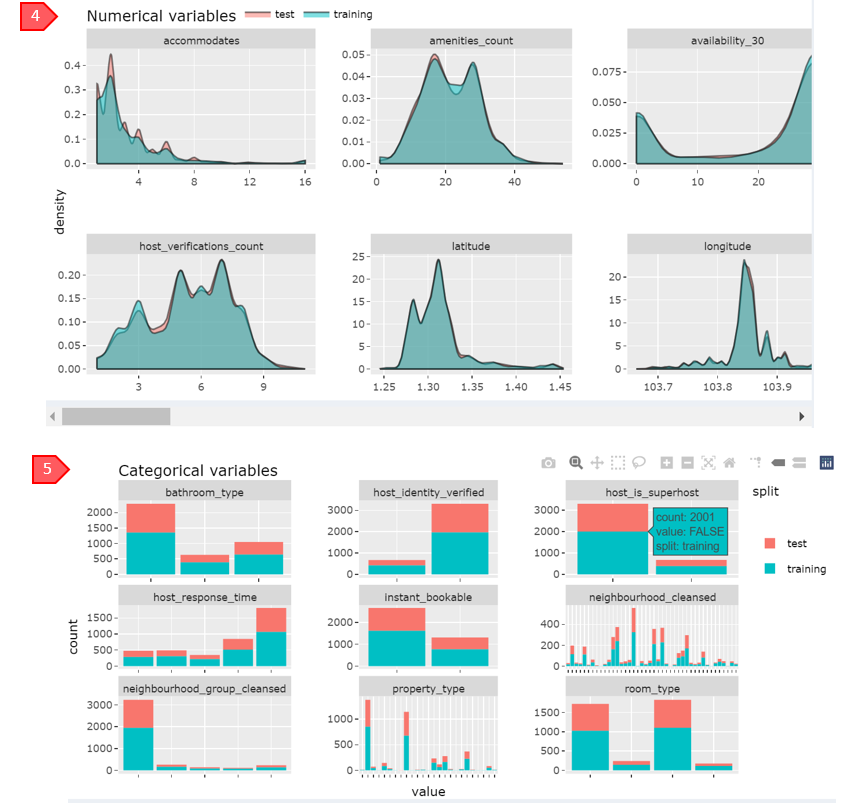 4
Numerical variables test training
accommodates amenities_count availability_30
0.4 0.3 0.2 0.1 0.0
4 8 12 16
0.05 0.04 0.03 0.02 0.01 0.00
0 20 40
0.075 0.050 0.025 0.000
0 10 20
density
host_verifications_count latitude longitude
0.20 0.15 0.10 0.05 0.00
3 6 9
25 20 15 10 5 0
1.25 1.30 1.35 1.40 1.45
20 15 10 5 0
103.7 103.8 103.9
5
Categorical variables
bathroom_type host_identity_verified host_is_superhost split
2000 1500 1000 500 0
3000 2000 1000 0
3000 2000 1000 0
count: 2001
value: FALSE
split: training
test
training
host_response_time instant_bookable neighbourhood_cleansed
1500 1000 500 0
2000 1000 0
400 200 0
count
neighbourhood_group_cleansed property_type room_type
3000 2000 1000 0
1000 500 0
1500 1000 500 0
value